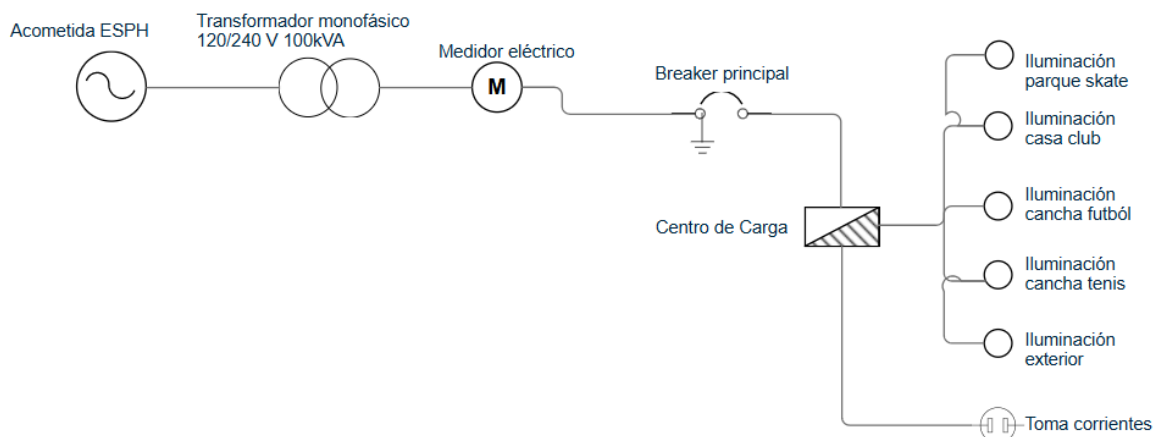 Acometida ESPH
Transformador monofásico
120/240 V 100kVA
Medidor eléctrico
M
Breaker principal
Iluminación
parque skate
Iluminación
casa club
Iluminación
cancha futból
Centro de Carga
Iluminación
cancha tenis
Iluminación
exterior
Toma corrientes